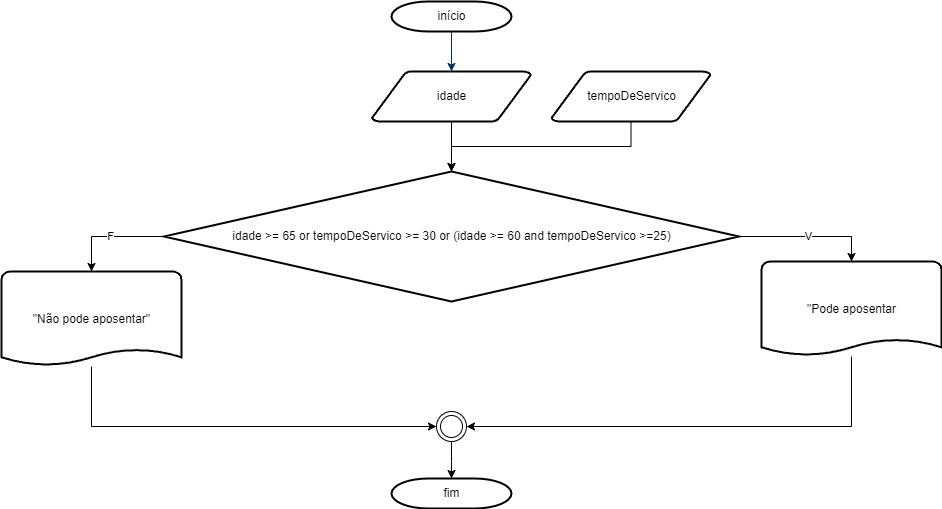 início
idade
tempoDeServico
idade >= 65 or tempoDeServico >= 30 or (idade >= 60 and tempoDeServico >=25)
F
V
"Não pode aposentar"
"Pode aposentar
fim